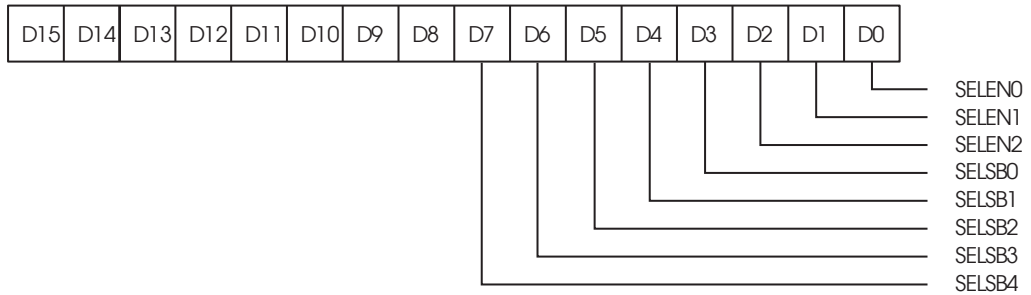 D15 D14 D13 D12 D11 D10 D9 D8 D7 D6 D5 D4 D3 D2 D1 D0
SELEN0
SELEN1
SELEN2
SELSB0
SELSB1
SELSB2
SELSB3
SELSB4